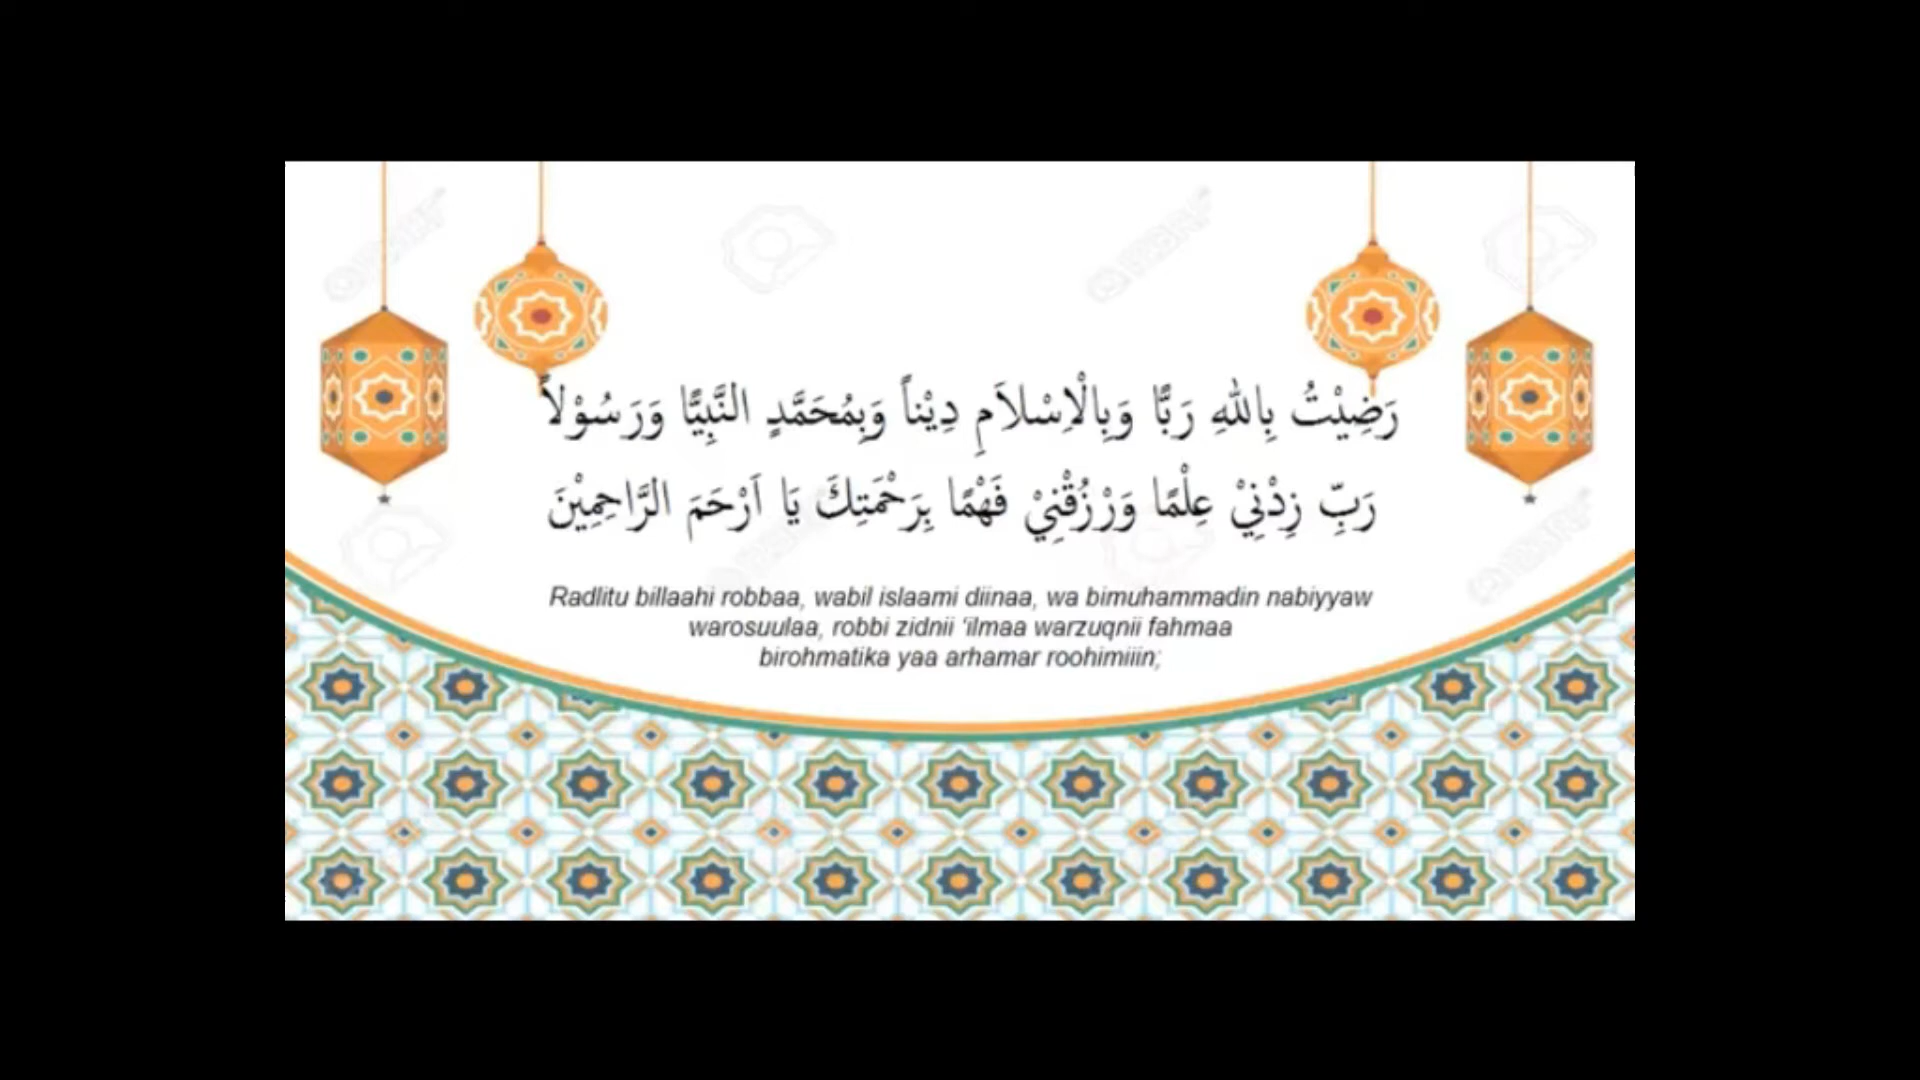 رَضِيْتُ بِاللهِ رَبًّا وَبِالْاِسْلاَمِ دِيْناً وَبِمُحَمَّدٍ النَّبِيًّا وَرَسُوْلاً
رَبِّ زِدْنِيْ عِلْمًا وَرْزُقْنِيْ فَهْمًا بِرَحْمَتِكَ يَا اَرْحَمَ الرَّاحِمِيْنَ
Radlitu billaahi robbaa, wabil islaami diinaa, wa bimuhammadin nabiyyaw
warosuulaa, robbi zidnii ‘ilmaa warzuqnii fahmaa
birohmatika yaa arhamar roohimiiin;